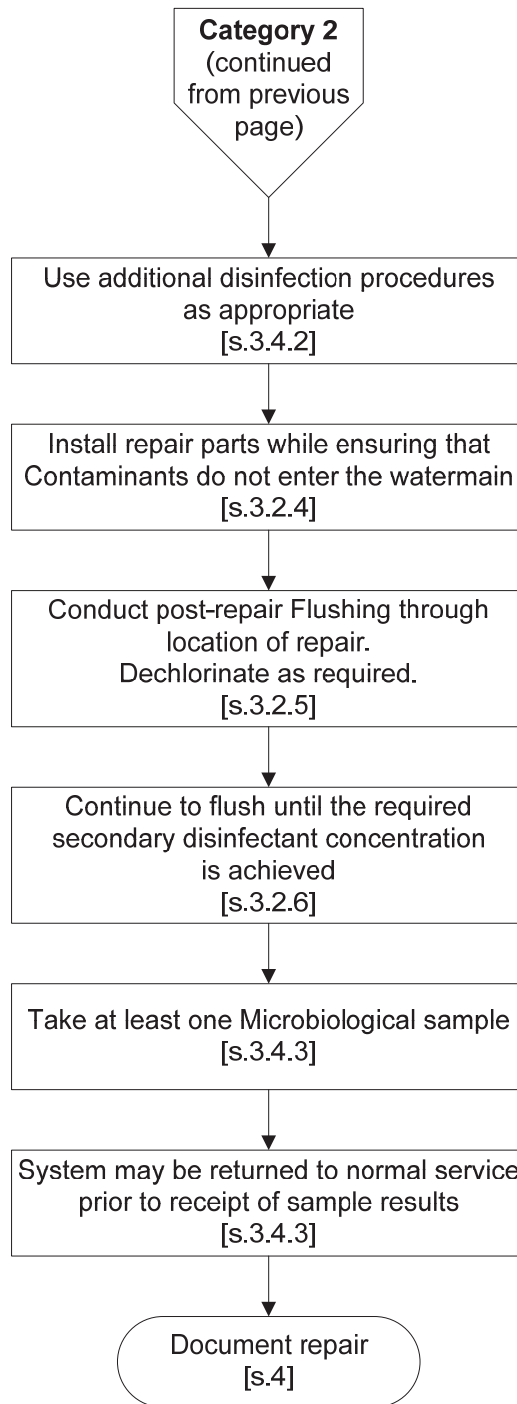 Category 2
(continued
from previous
page)
Use additional disinfection procedures
as appropriate
[s.3.4.2]
Install repair parts while ensuring that
Contaminants do not enter the watermain
[s.3.2.4]
Conduct post-repair Flushing through
location of repair.
Dechlorinate as required.
[s.3.2.5]
Continue to flush until the required
secondary disinfectant concentration
is achieved
[s.3.2.6]
Take at least one Microbiological sample
[s.3.4.3]
System may be returned to normal service
prior to receipt of sample results
[s.3.4.3]
Document repair
[s.4]